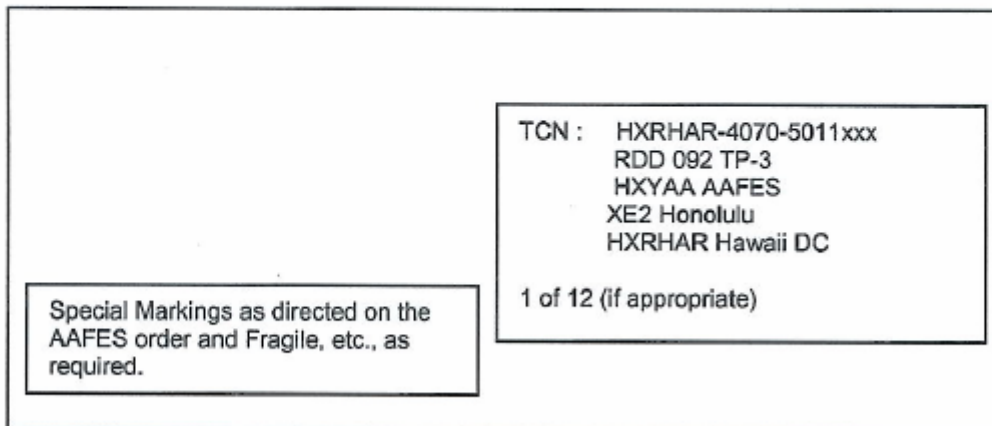 TCN : HXRHAR-4070-5011xxx
RDD 092 TP-3
HXYAA AAFES
XE2 Honolulu
HXRHAR Hawaii DC
1 of 12 (if appropriate)
Special Markings as directed on the
AAFES order and Fragile, etc., as
required.